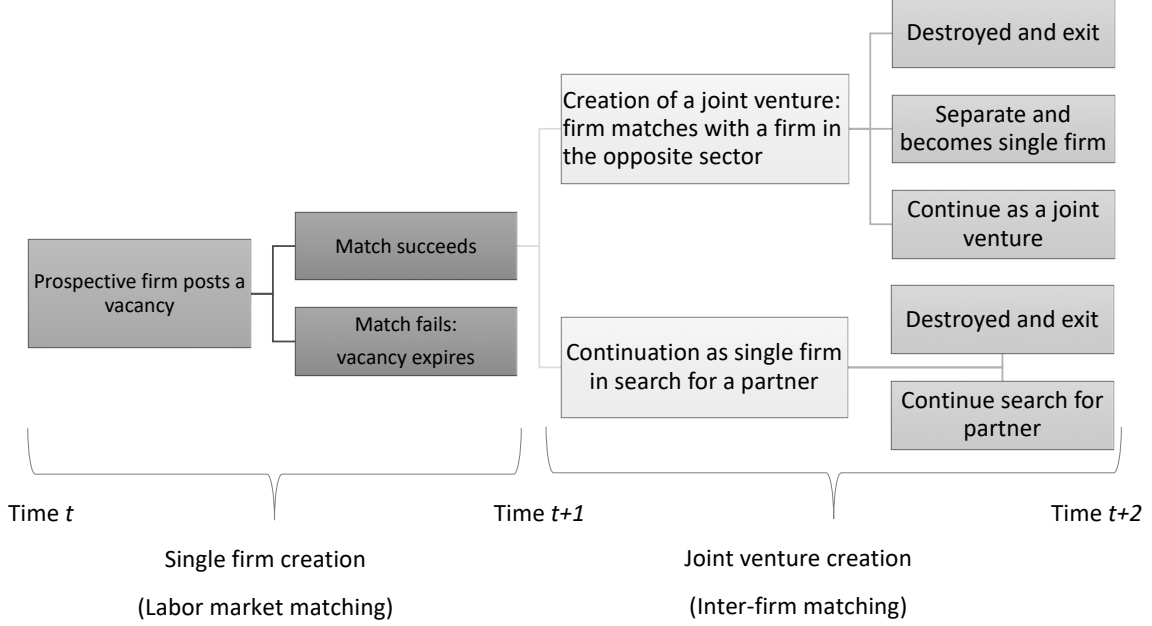 Prospective firm posts a
vacancy
Match succeeds
Match fails:
vacancy expires
Creation of a joint venture:
firm matches with a firm in
the opposite sector
Continuation as single firm
in search for a partner
Destroyed and exit
Separate and
becomes single firm
Continue as a joint
venture
Destroyed and exit
Continue search for
partner
Time t
Time t+1
Time t+2
Single firm creation
(Labor market matching)
Joint venture creation
(Inter-firm matching)